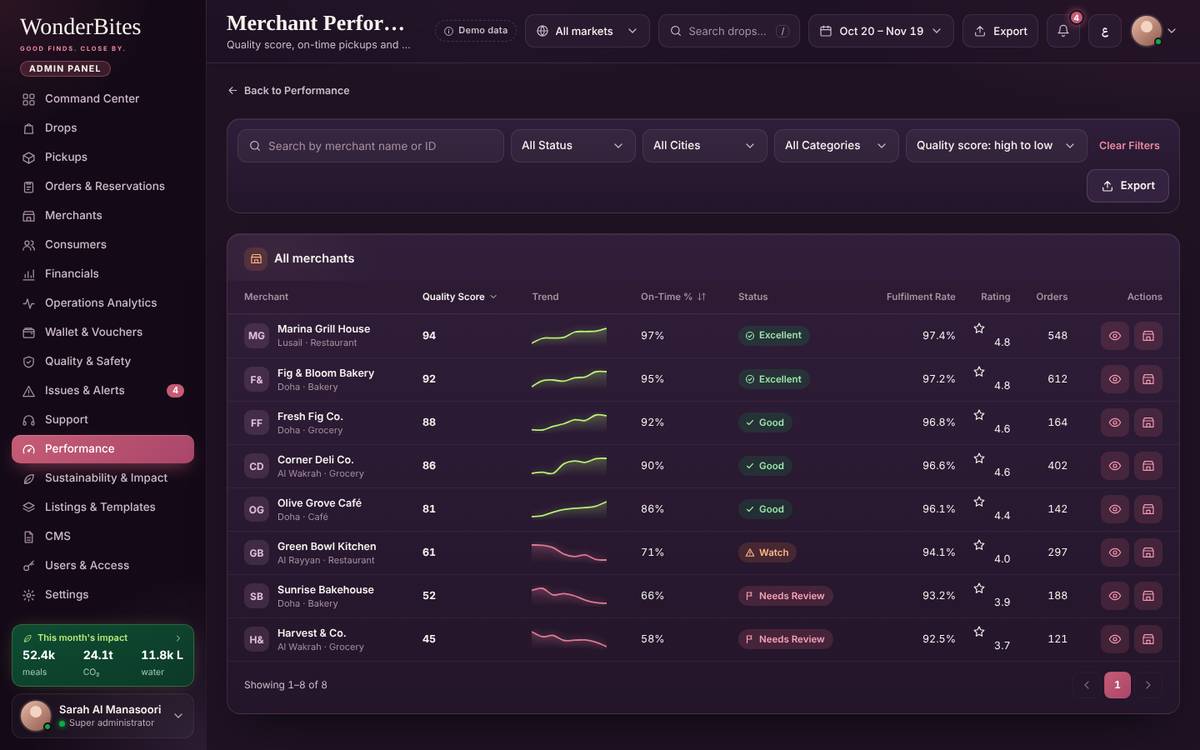 WonderBites
GOOD FINDS. CLOSE BY.
ADMIN PANEL
Command Center
Drops
Pickups
Orders & Reservations
Merchants
Consumers
Financials
Operations Analytics
Wallet & Vouchers
Quality & Safety
Issues & Alerts 4
Support
Performance
Sustainability & Impact
Listings & Templates
CMS
Users & Access
Settings
This month's impact
52.4k 24.1t 11.8k L
meals CO₂ water
Sarah Al Manasoori
Super administrator
Merchant Perfor...
Quality score, on-time pickups and ...
Demo data
All markets
Search drops... /
Oct 20 – Nov 19
Export
4
ع
Back to Performance
Search by merchant name or ID
All Status
All Cities
All Categories
Quality score: high to low
Clear Filters
Export
All merchants
Merchant Quality Score Trend On-Time % Status Fulfilment Rate Rating Orders Actions
MG Marina Grill House 94 97% Excellent 97.4% 4.8 548
Lusail · Restaurant
F& Fig & Bloom Bakery 92 95% Excellent 97.2% 4.8 612
Doha · Bakery
FF Fresh Fig Co. 88 92% Good 96.8% 4.6 164
Doha · Grocery
CD Corner Deli Co. 86 90% Good 96.6% 4.6 402
Al Wakrah · Grocery
OG Olive Grove Café 81 86% Good 96.1% 4.4 142
Doha · Café
GB Green Bowl Kitchen 61 71% Watch 94.1% 4.0 297
Al Rayyan · Restaurant
SB Sunrise Bakehouse 52 66% Needs Review 93.2% 3.9 188
Doha · Bakery
H& Harvest & Co. 45 58% Needs Review 92.5% 3.7 121
Al Wakrah · Grocery
Showing 1–8 of 8
1